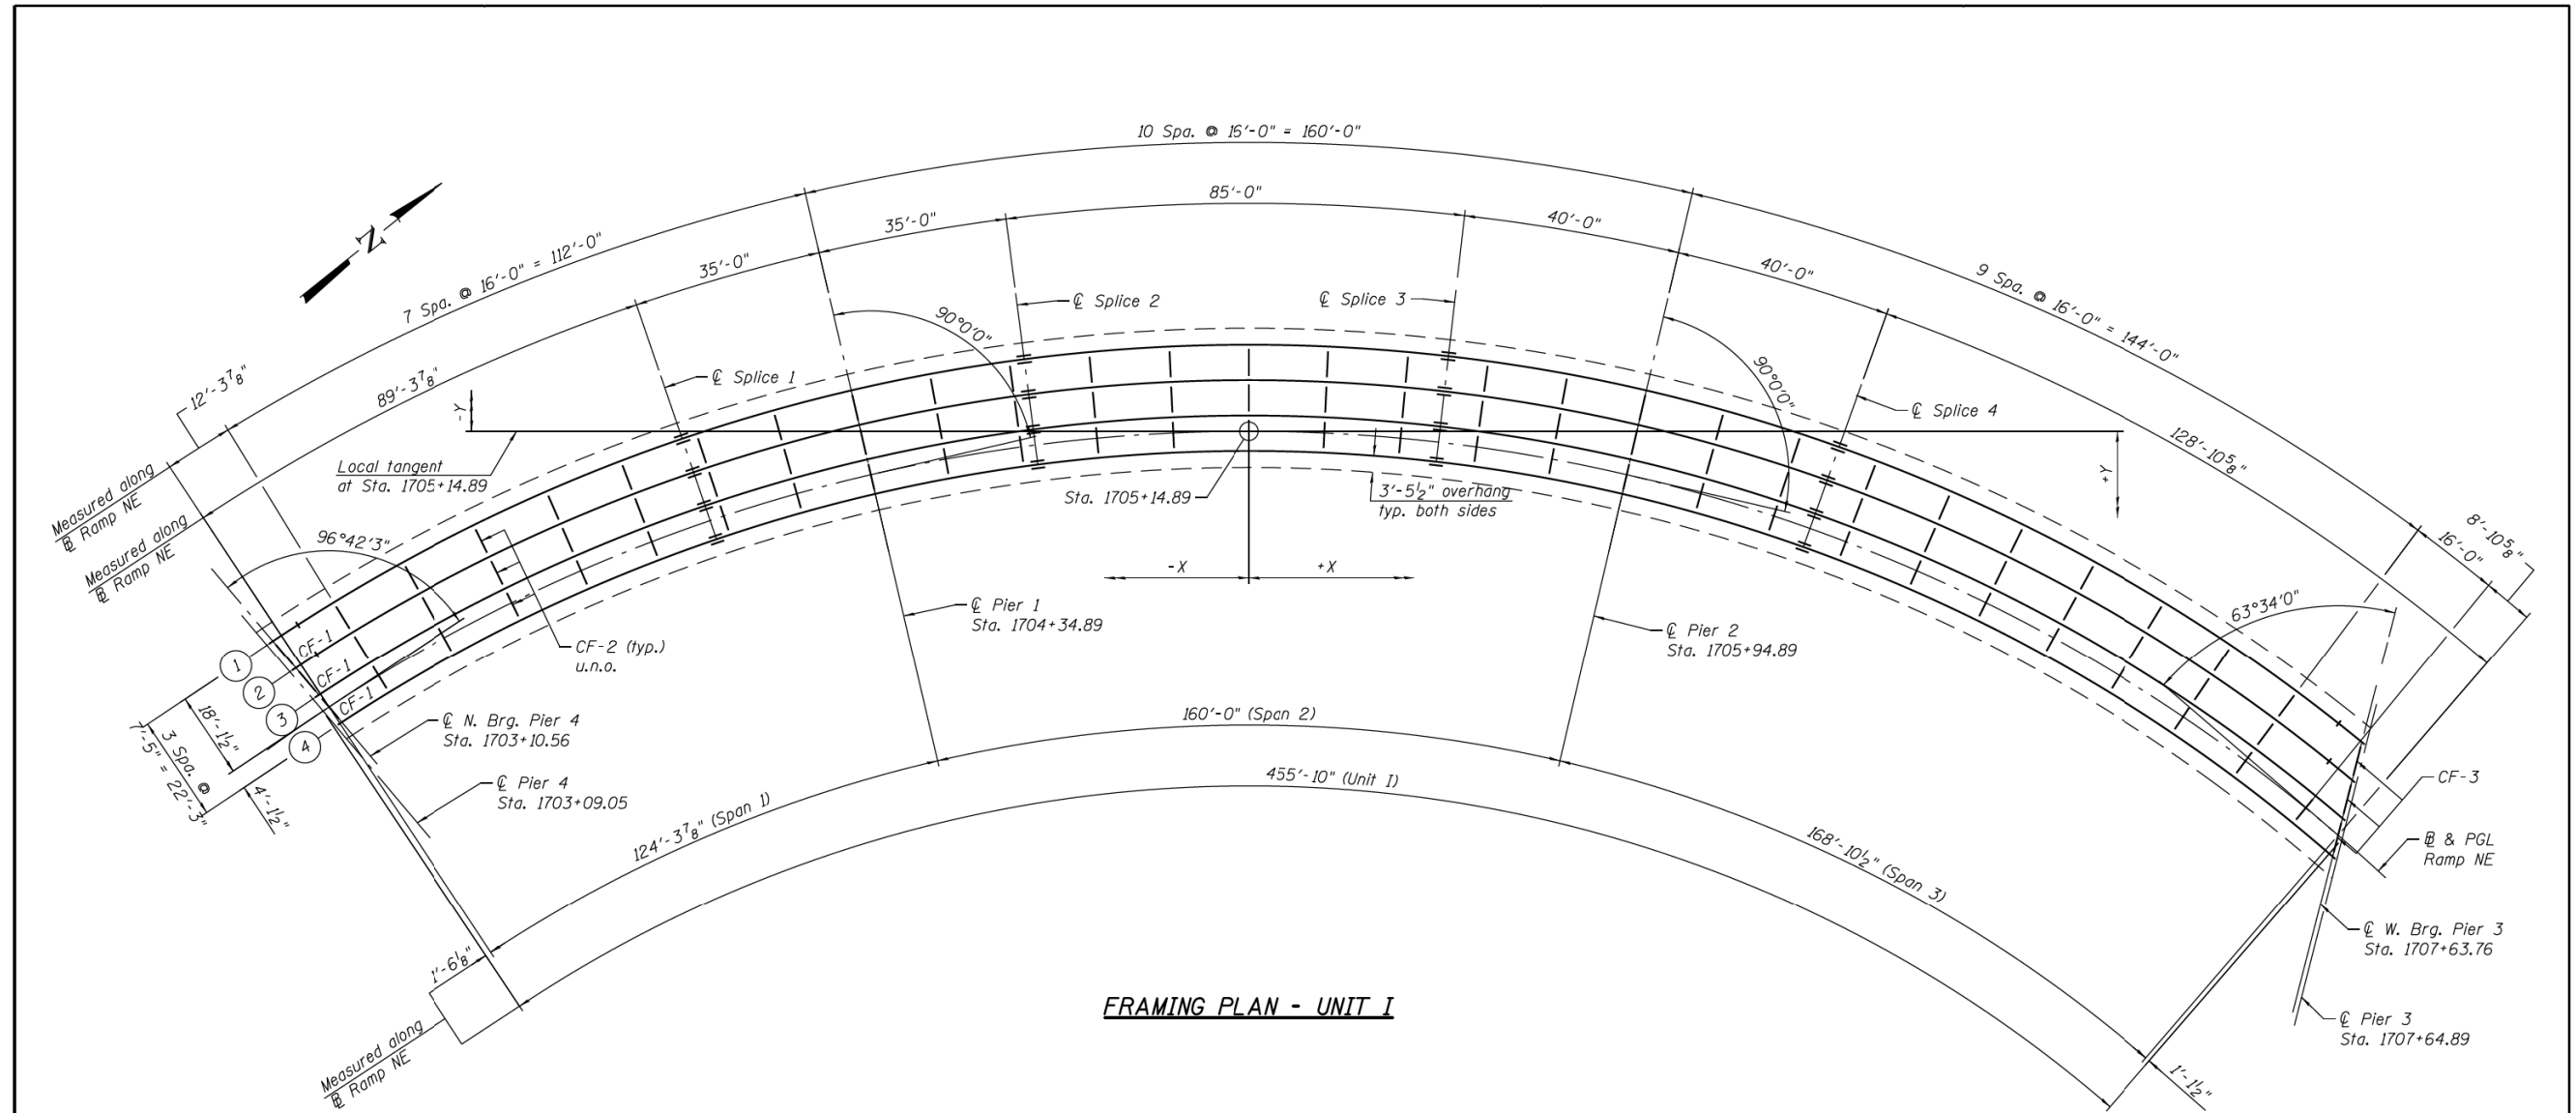 10 Spa. @ 16'-0" = 160'-0"
85'-0"
35'-0"
40'-0"
N
7 Spa. @ 16'-0" = 112'-0"
35'-0"
40'-0"
9 Spa. @ 16'-0" = 144'-0"
℄ Splice 2
℄ Splice 3
90°0'0"
90°0'0"
12'-3⅞"
89'-3⅞"
℄ Splice 1
℄ Splice 4
-Y
+Y
128'-10⅝"
Local tangent
at Sta. 1705+14.89
Sta. 1705+14.89
3'-5½" overhang
typ. both sides
Measured along
℄ Ramp NE
Measured along
℄ Ramp NE
96°42'3"
-X
+X
8'-10⅝"
16'-0"
63°34'0"
℄ Pier 1
Sta. 1704+34.89
℄ Pier 2
Sta. 1705+94.89
CF-2 (typ.)
u.n.o.
CF-1
CF-1
CF-1
1
2
3
4
18'-1½"
3 Spa. @
7'-5" = 22'-3"
4'-1½"
℄ N. Brg. Pier 4
Sta. 1703+10.56
℄ Pier 4
Sta. 1703+09.05
160'-0" (Span 2)
455'-10" (Unit I)
124'-3⅞" (Span 1)
168'-10½" (Span 3)
CF-3
℄ & PGL
Ramp NE
℄ W. Brg. Pier 3
Sta. 1707+63.76
℄ Pier 3
Sta. 1707+64.89
1'-6⅛"
1'-1½"
Measured along
℄ Ramp NE
FRAMING PLAN - UNIT I